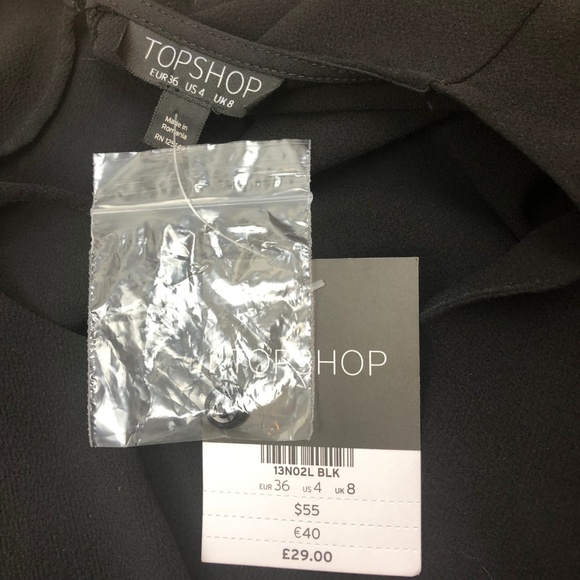 TOPSHOP
EUR 36 US 4 UK 8
Made in
Romania
TOPSHOP
13N02L BLK
EUR 36 US 4 UK 8
$55
€40
£29.00